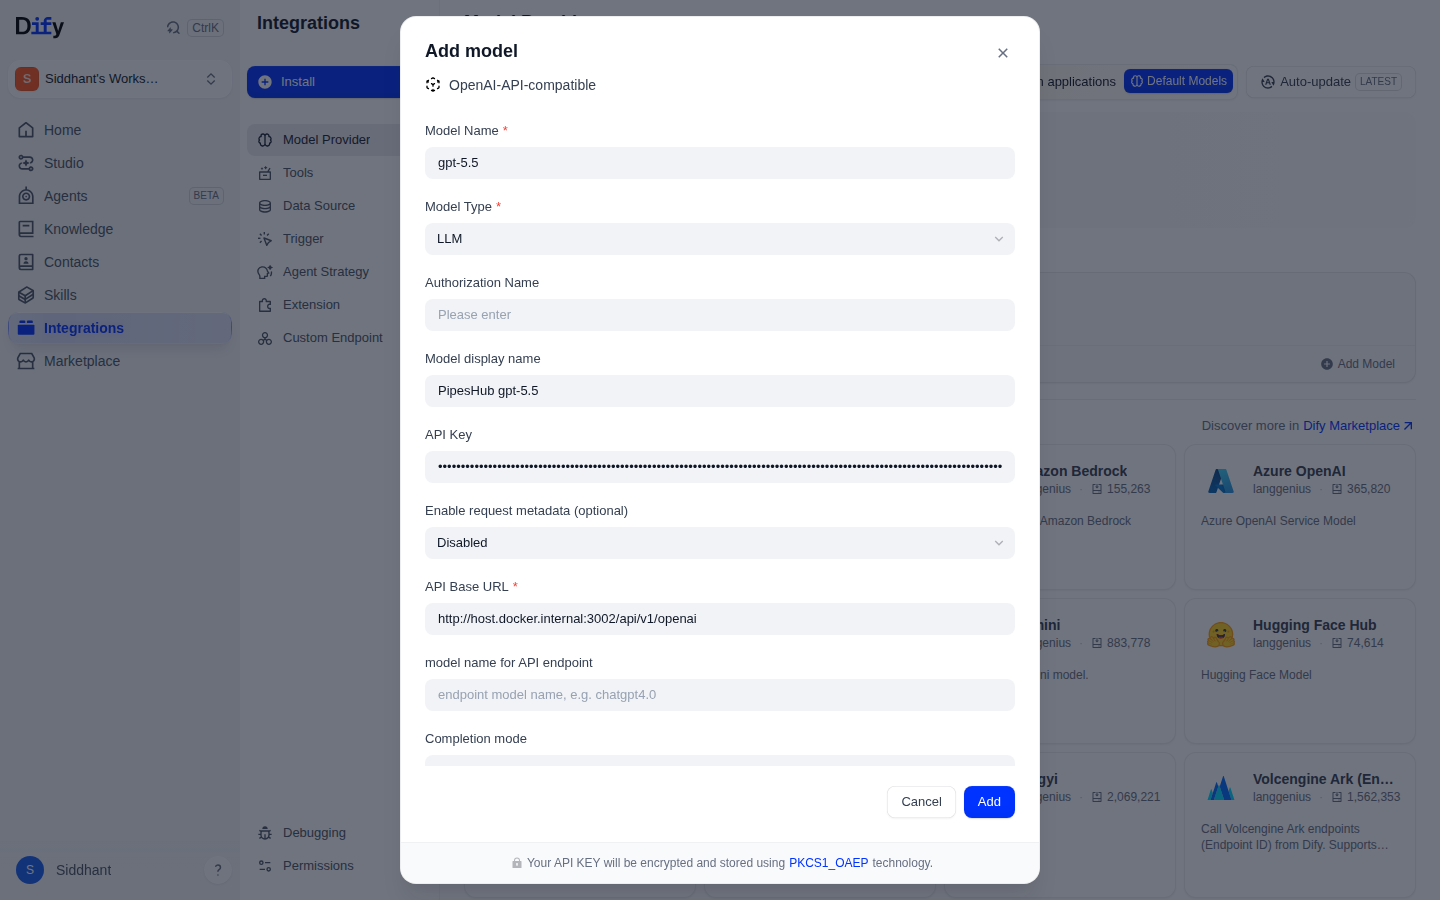 Dify
CtrlK
S
Siddhant's Works…
Home
Studio
Agents
BETA
Knowledge
Contacts
Skills
Integrations
Marketplace
S
Siddhant
?
Integrations
Install
Model Provider
Tools
Data Source
Trigger
Agent Strategy
Extension
Custom Endpoint
Debugging
Permissions
applications
Default Models
Auto-update
LATEST
Add Model
Discover more in Dify Marketplace
Bedrock
155,263
Amazon Bedrock
Azure OpenAI
langgenius · 365,820
Azure OpenAI Service Model
883,778
model.
Hugging Face Hub
langgenius · 74,614
Hugging Face Model
2,069,221
Volcengine Ark (En…
langgenius · 1,562,353
Call Volcengine Ark endpoints
(Endpoint ID) from Dify. Supports…
Add model
OpenAI-API-compatible
Model Name *
gpt-5.5
Model Type *
LLM
Authorization Name
Please enter
Model display name
PipesHub gpt-5.5
API Key
Enable request metadata (optional)
Disabled
API Base URL *
http://host.docker.internal:3002/api/v1/openai
model name for API endpoint
endpoint model name, e.g. chatgpt4.0
Completion mode
Cancel
Add
Your API KEY will be encrypted and stored using PKCS1_OAEP technology.